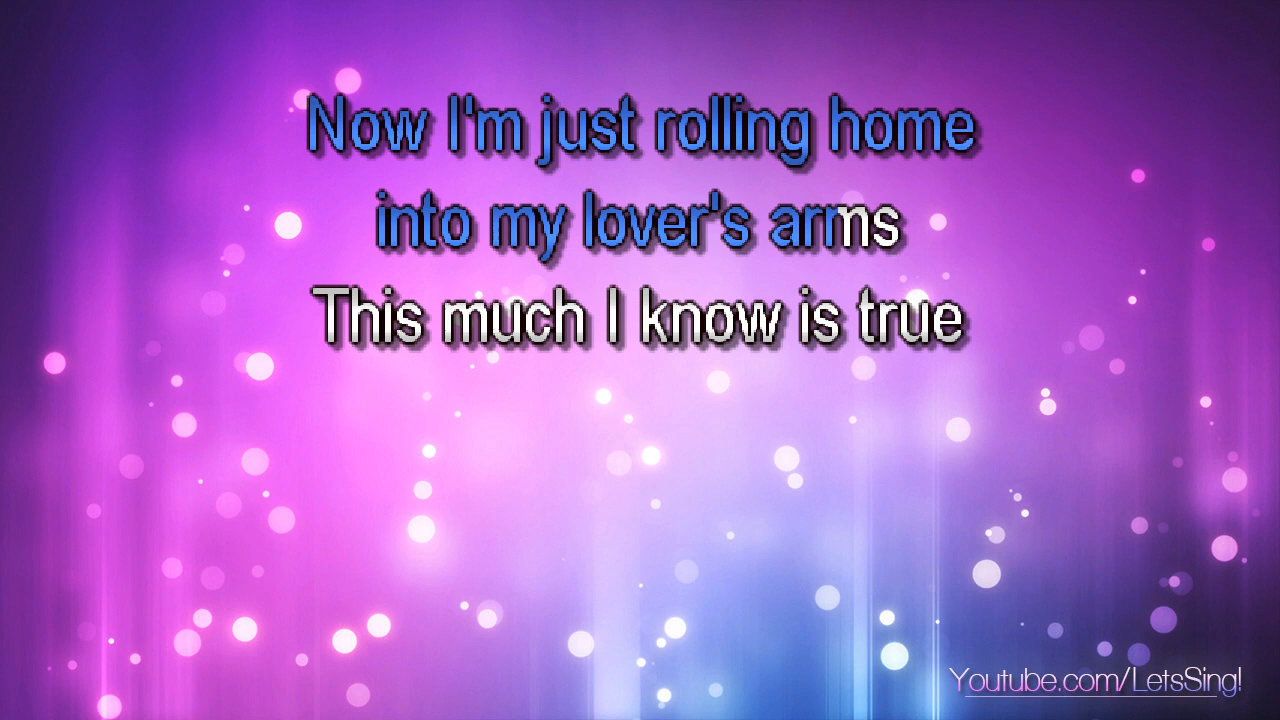 Now I'm just rolling home
into my lover's arms
This much I know is true
Youtube.com/LetsSing!